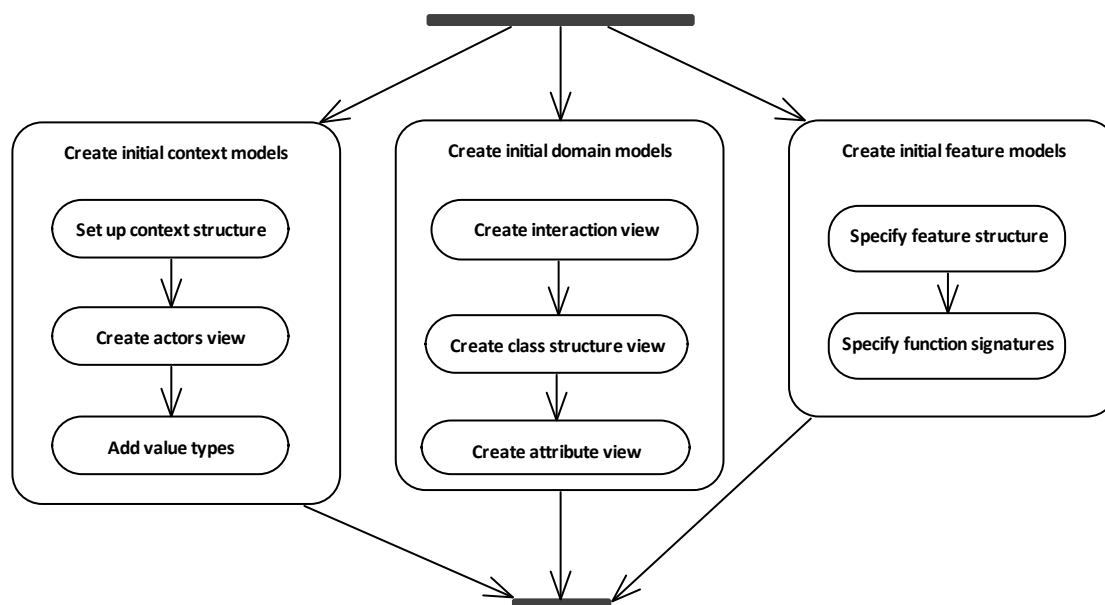 Create initial context models
Set up context structure
Create actors view
Add value types
Create initial domain models
Create interaction view
Create class structure view
Create attribute view
Create initial feature models
Specify feature structure
Specify function signatures